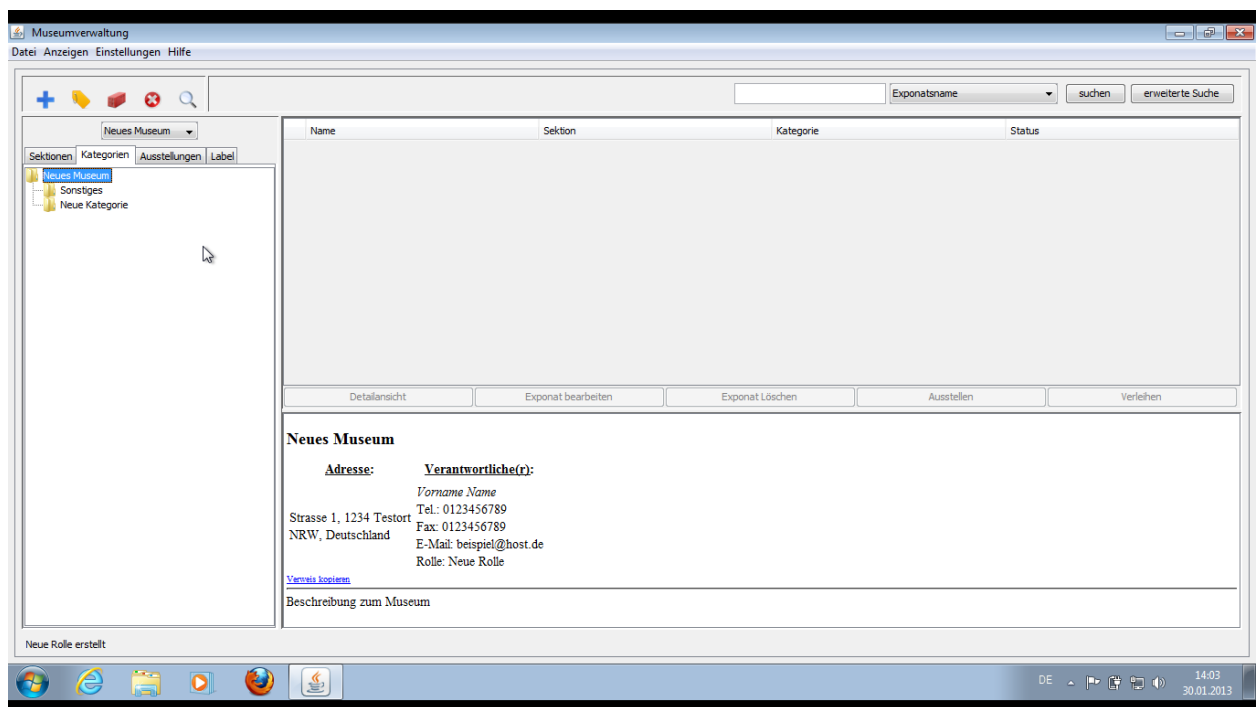 Museumverwaltung
Datei Anzeigen Einstellungen Hilfe
Exponatsname suchen erweiterte Suche
Neues Museum
Sektionen Kategorien Ausstellungen Label
Neues Museum
Sonstiges
Neue Kategorie
Name Sektion Kategorie Status
Detailansicht Exponat bearbeiten Exponat Löschen Ausstellen Verleihen
Neues Museum
Adresse: Verantwortliche(r):
Vorname Name
Tel.: 0123456789
Fax: 0123456789
E-Mail: beispiel@host.de
Rolle: Neue Rolle
Strasse 1, 1234 Testort
NRW, Deutschland
Verweis kopieren
Beschreibung zum Museum
Neue Rolle erstellt
DE 14:03
30.01.2013